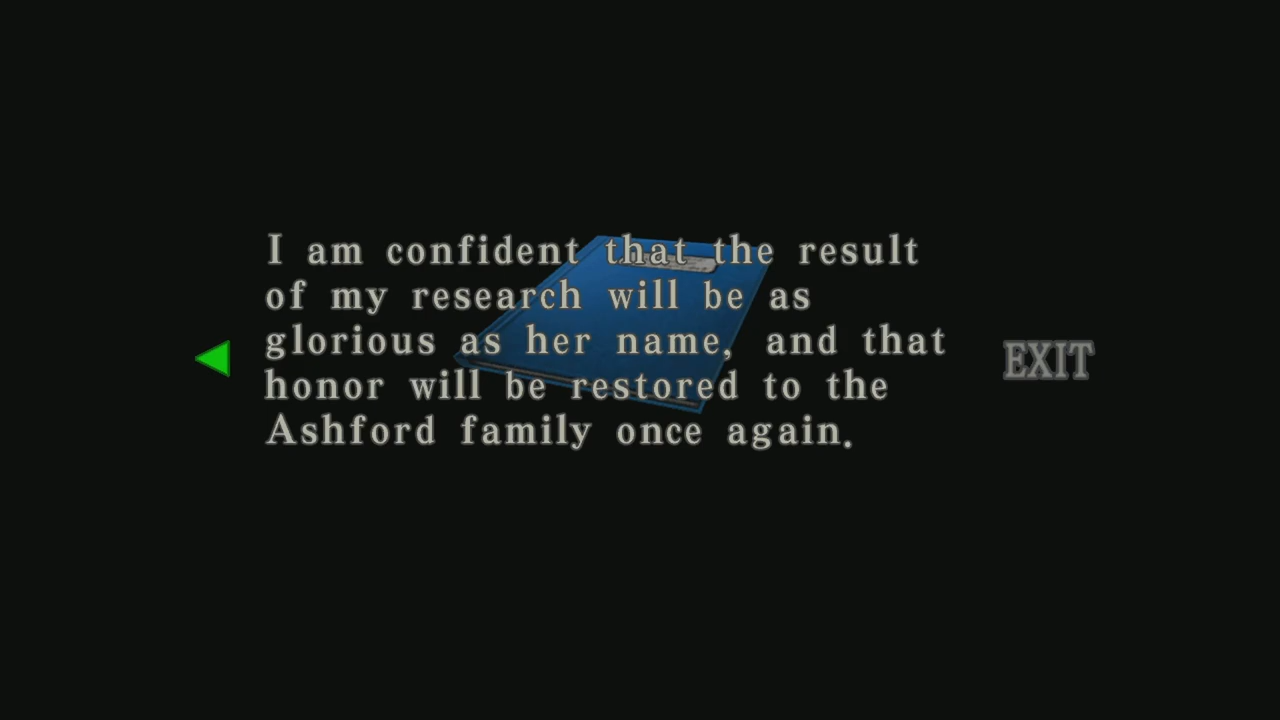 I am confident that the result
of my research will be as
glorious as her name, and that
honor will be restored to the
Ashford family once again.
EXIT